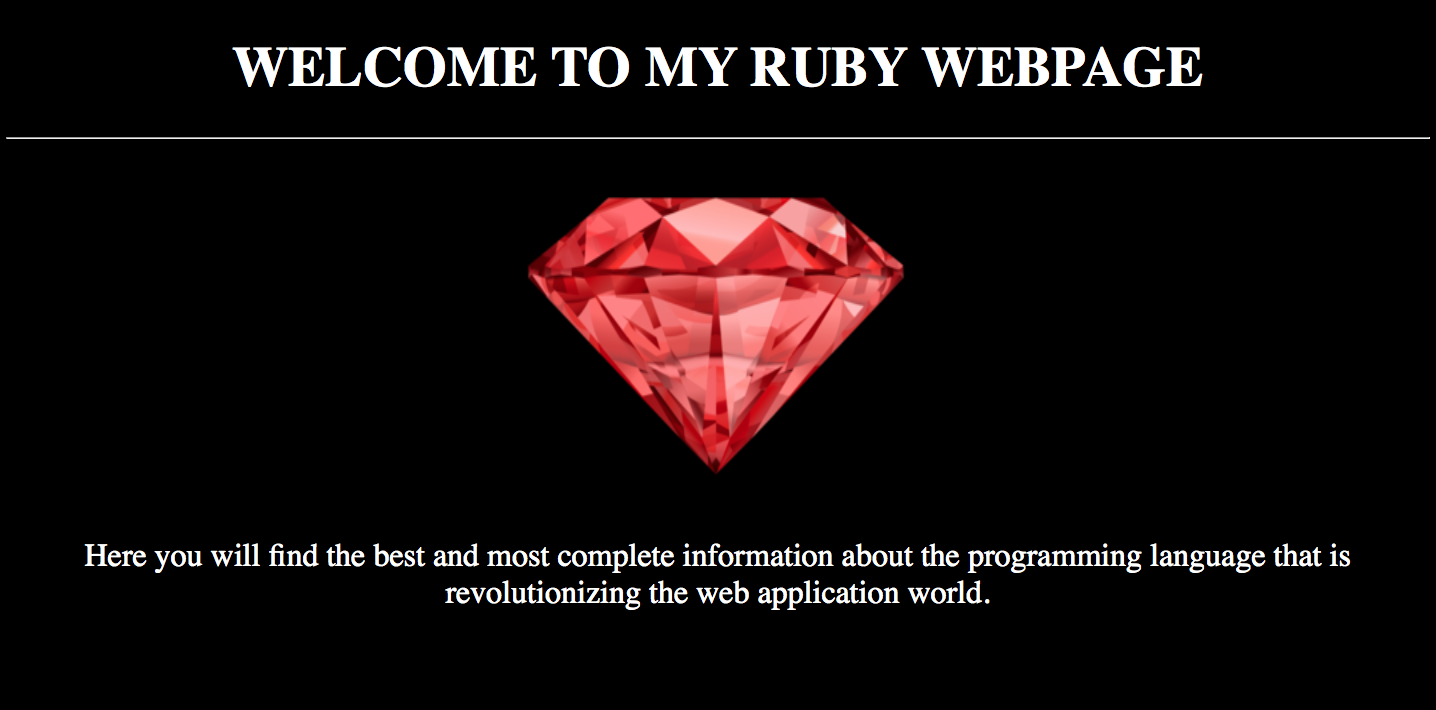 WELCOME TO MY RUBY WEBPAGE
Here you will find the best and most complete information about the programming language that is
revolutionizing the web application world.